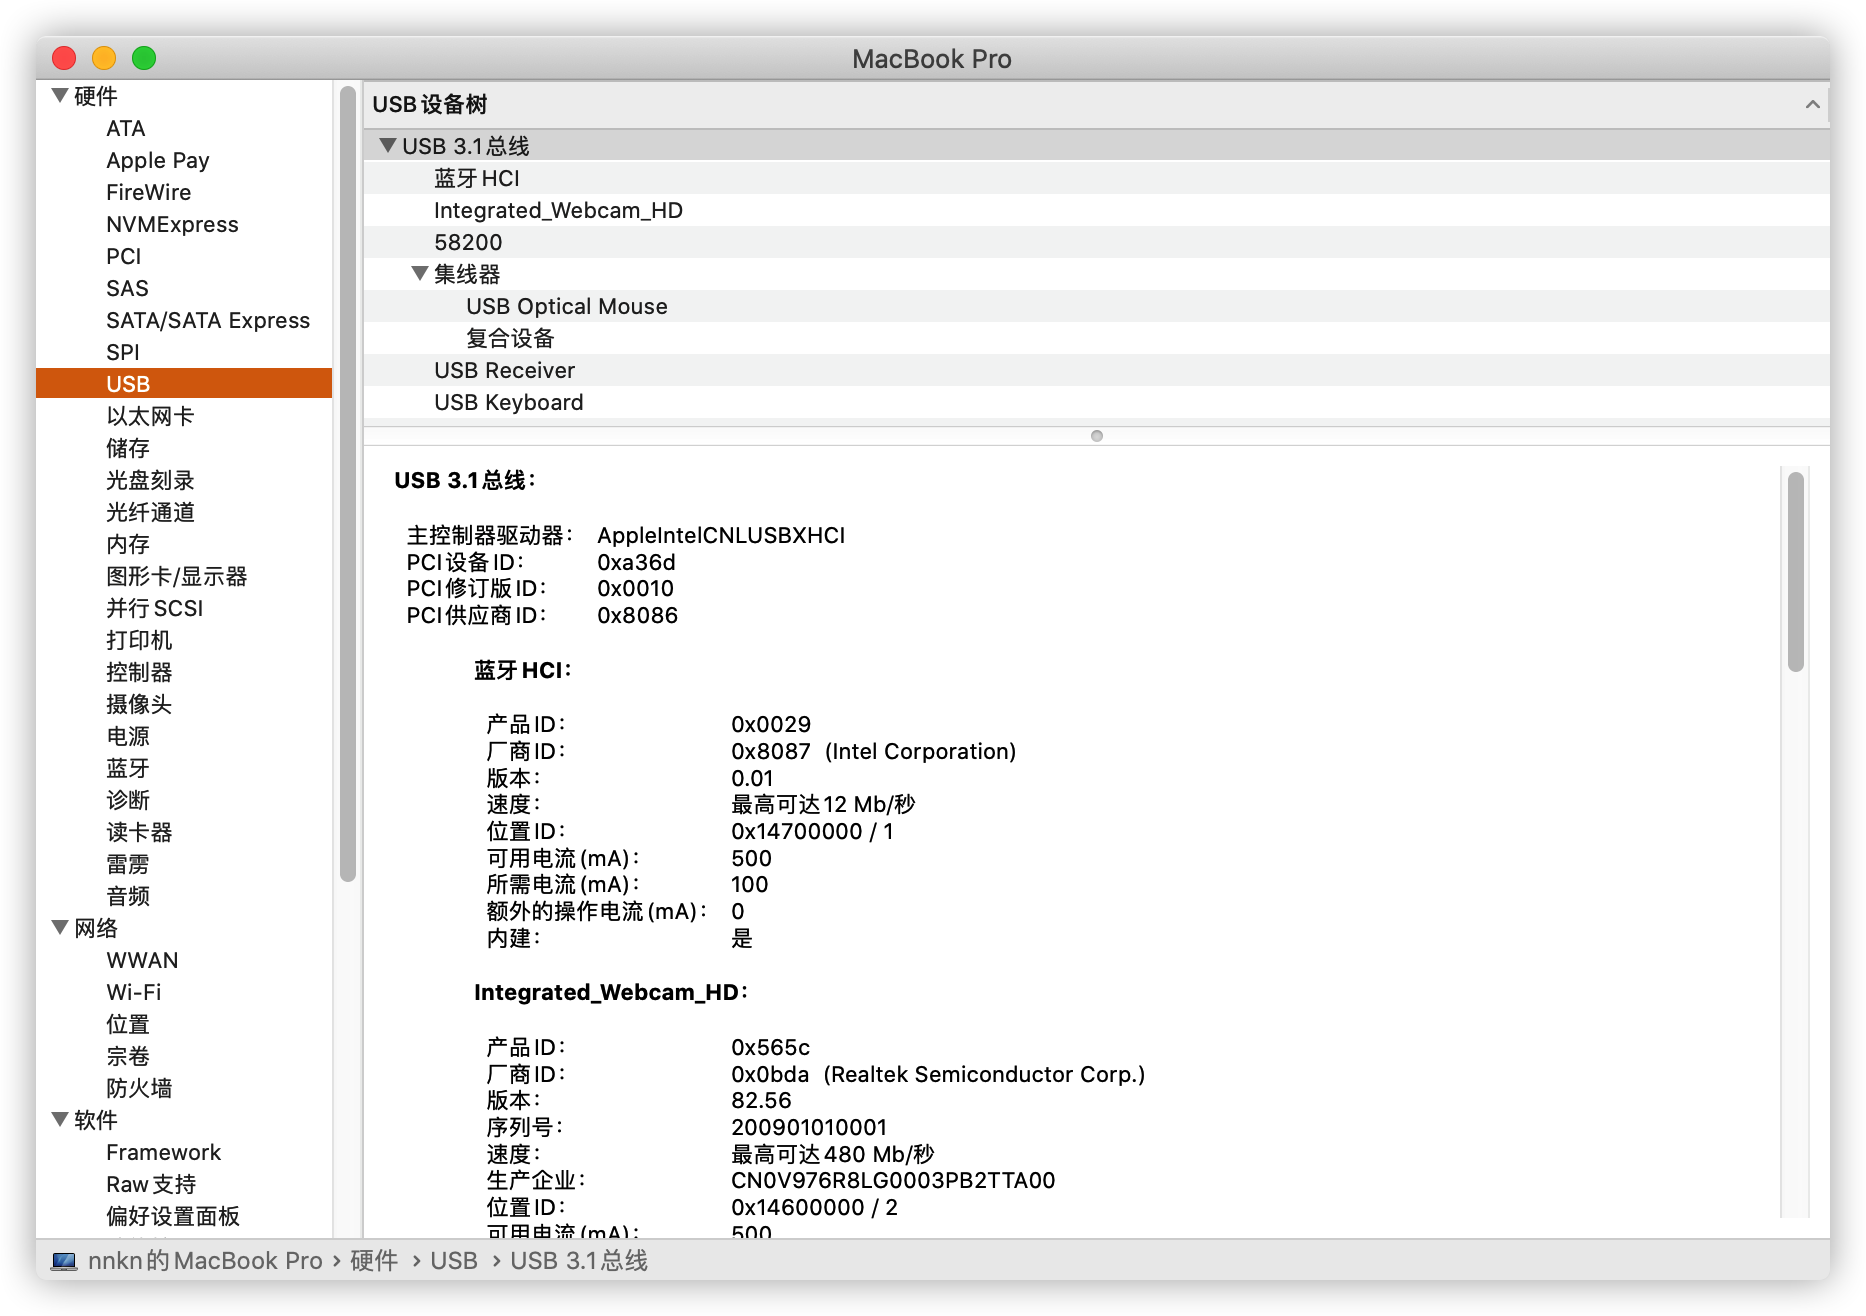 MacBook Pro
硬件
ATA
Apple Pay
FireWire
NVMExpress
PCI
SAS
SATA/SATA Express
SPI
USB
以太网卡
储存
光盘刻录
光纤通道
内存
图形卡/显示器
并行SCSI
打印机
控制器
摄像头
电源
蓝牙
诊断
读卡器
雷雳
音频
网络
WWAN
Wi-Fi
位置
宗卷
防火墙
软件
Framework
Raw支持
偏好设置面板
USB设备树
USB 3.1总线
蓝牙HCI
Integrated_Webcam_HD
58200
集线器
USB Optical Mouse
复合设备
USB Receiver
USB Keyboard
USB 3.1总线：
主控制器驱动器： AppleIntelCNLUSBXHCI
PCI设备ID： 0xa36d
PCI修订版ID： 0x0010
PCI供应商ID： 0x8086
蓝牙HCI：
产品ID： 0x0029
厂商ID： 0x8087 (Intel Corporation)
版本： 0.01
速度： 最高可达12 Mb/秒
位置ID： 0x14700000 / 1
可用电流(mA)： 500
所需电流(mA)： 100
额外的操作电流(mA)： 0
内建： 是
Integrated_Webcam_HD：
产品ID： 0x565c
厂商ID： 0x0bda (Realtek Semiconductor Corp.)
版本： 82.56
序列号： 200901010001
速度： 最高可达480 Mb/秒
生产企业： CN0V976R8LG0003PB2TTA00
位置ID： 0x14600000 / 2
可用电流(mA)： 500
nnkn的MacBook Pro › 硬件 › USB › USB 3.1总线